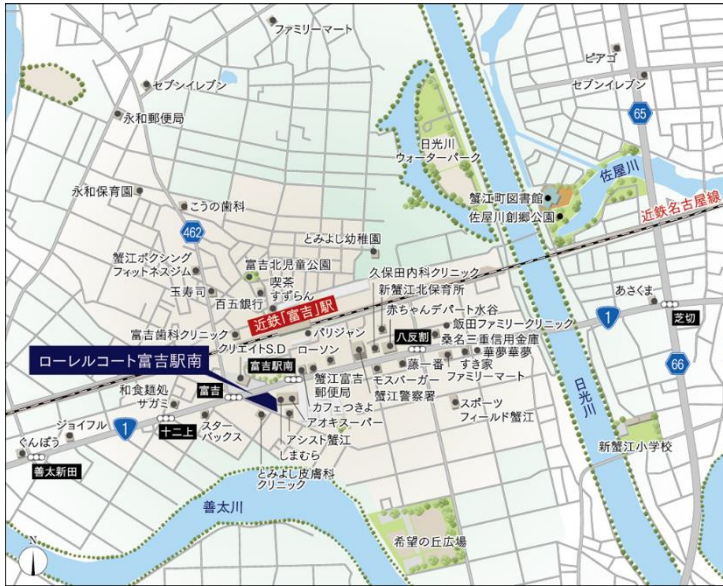 ファミリーマート
ピアゴ
セブンイレブン
セブンイレブン
65
永和郵便局
日光川
ウォーターパーク
佐屋川
蟹江町図書館
永和保育園
こうの歯科
佐屋川創郷公園
近鉄名古屋線
462
とみよし幼稚園
蟹江ボクシング
フィットネスジム
富吉北児童公園
久保田内科クリニック
喫茶
すずらん
新蟹江北保育所
玉寿司
百五銀行
近鉄「富吉」駅
赤ちゃんデパート水谷
あさくま
1
芝切
飯田ファミリークリニック
富吉歯科クリニック
パリジャン
八反割
桑名三重信用金庫
クリエイトS.D
ローソン
藤一番
華夢華夢
ローレルコート富吉駅南
富吉駅南
すき家
66
モスバーガー
ファミリーマート
富吉
蟹江富吉
郵便局
蟹江警察署
日光川
和食麺処
サガミ
カフェつきよ
スポーツ
フィールド蟹江
アオキスーパー
ジョイフル
1
十二上
スター
バックス
アシスト蟹江
新蟹江小学校
ぐんぽう
しまむら
善太新田
とみよし皮膚科
クリニック
善太川
希望の丘広場
N